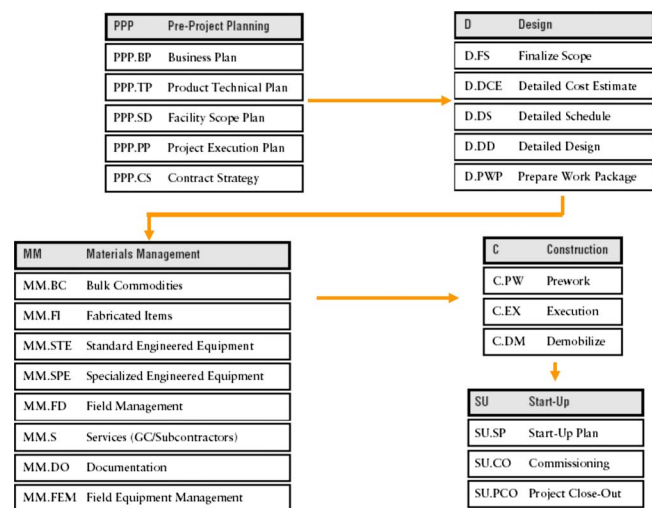 PPP Pre-Project Planning
PPP.BP Business Plan
PPP.TP Product Technical Plan
PPP.SD Facility Scope Plan
PPP.PP Project Execution Plan
PPP.CS Contract Strategy
D Design
D.FS Finalize Scope
D.DCE Detailed Cost Estimate
D.DS Detailed Schedule
D.DD Detailed Design
D.PWP Prepare Work Package
MM Materials Management
MM.BC Bulk Commodities
MM.FI Fabricated Items
MM.STE Standard Engineered Equipment
MM.SPE Specialized Engineered Equipment
MM.FD Field Management
MM.S Services (GC/Subcontractors)
MM.DO Documentation
MM.FEM Field Equipment Management
C Construction
C.PW Prework
C.EX Execution
C.DM Demobilize
SU Start-Up
SU.SP Start-Up Plan
SU.CO Commissioning
SU.PCO Project Close-Out